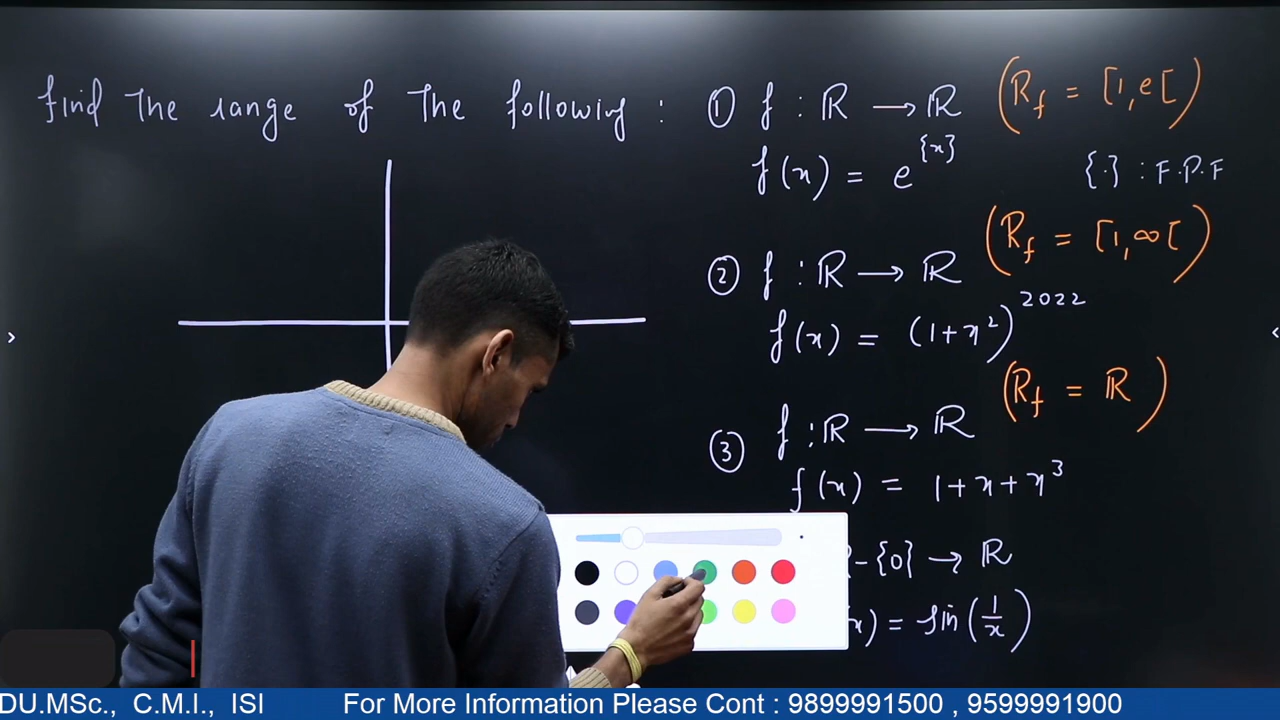 find the range of the following :
① f : ℝ → ℝ (R_f = [1, e[)
f(x) = e^{x}
{·} : F.P.F
② f : ℝ → ℝ (R_f = [1, ∞[)
f(x) = (1+x²)^2022
③ f : ℝ → ℝ (R_f = ℝ)
f(x) = 1+x+x³
-{0} → ℝ
x) = sin(1/x)
DU.MSc., C.M.I., ISI For More Information Please Cont : 9899991500 , 9599991900